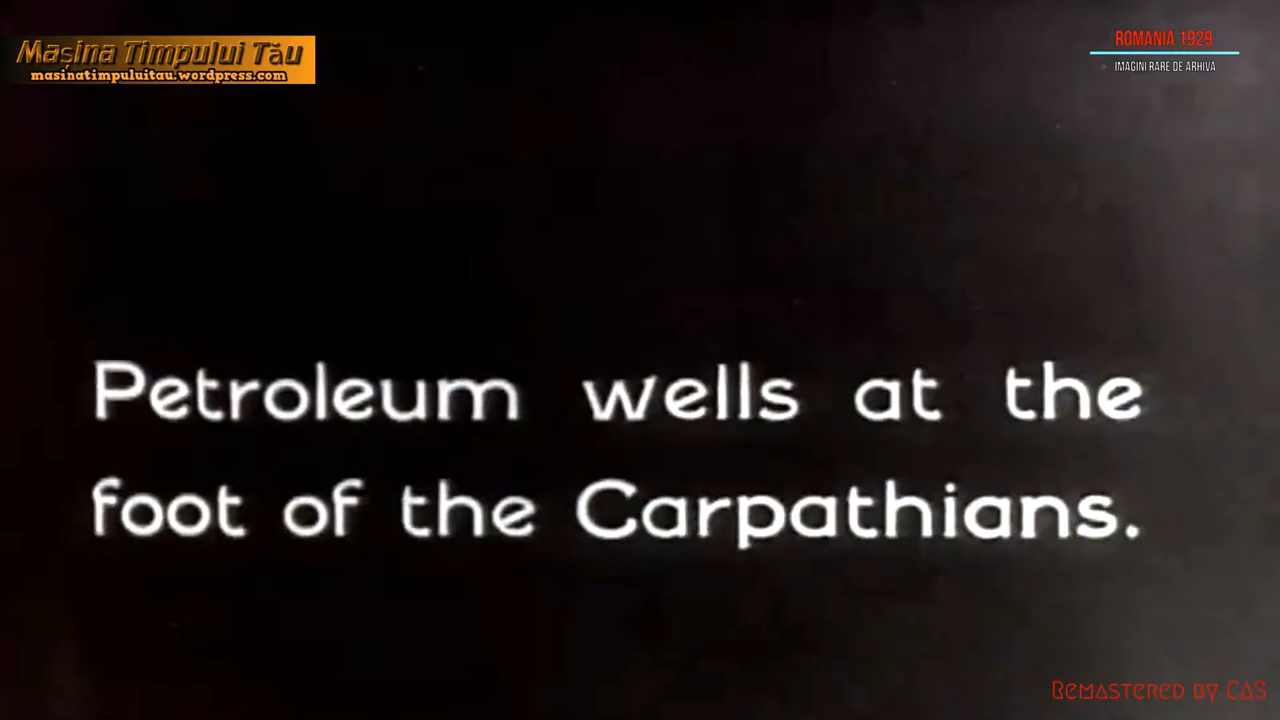 Mașina Timpului Tău
masinatimpuluitau.wordpress.com
ROMANIA 1929
IMAGINI RARE DE ARHIVA
Petroleum wells at the
foot of the Carpathians.
Remastered by CAS